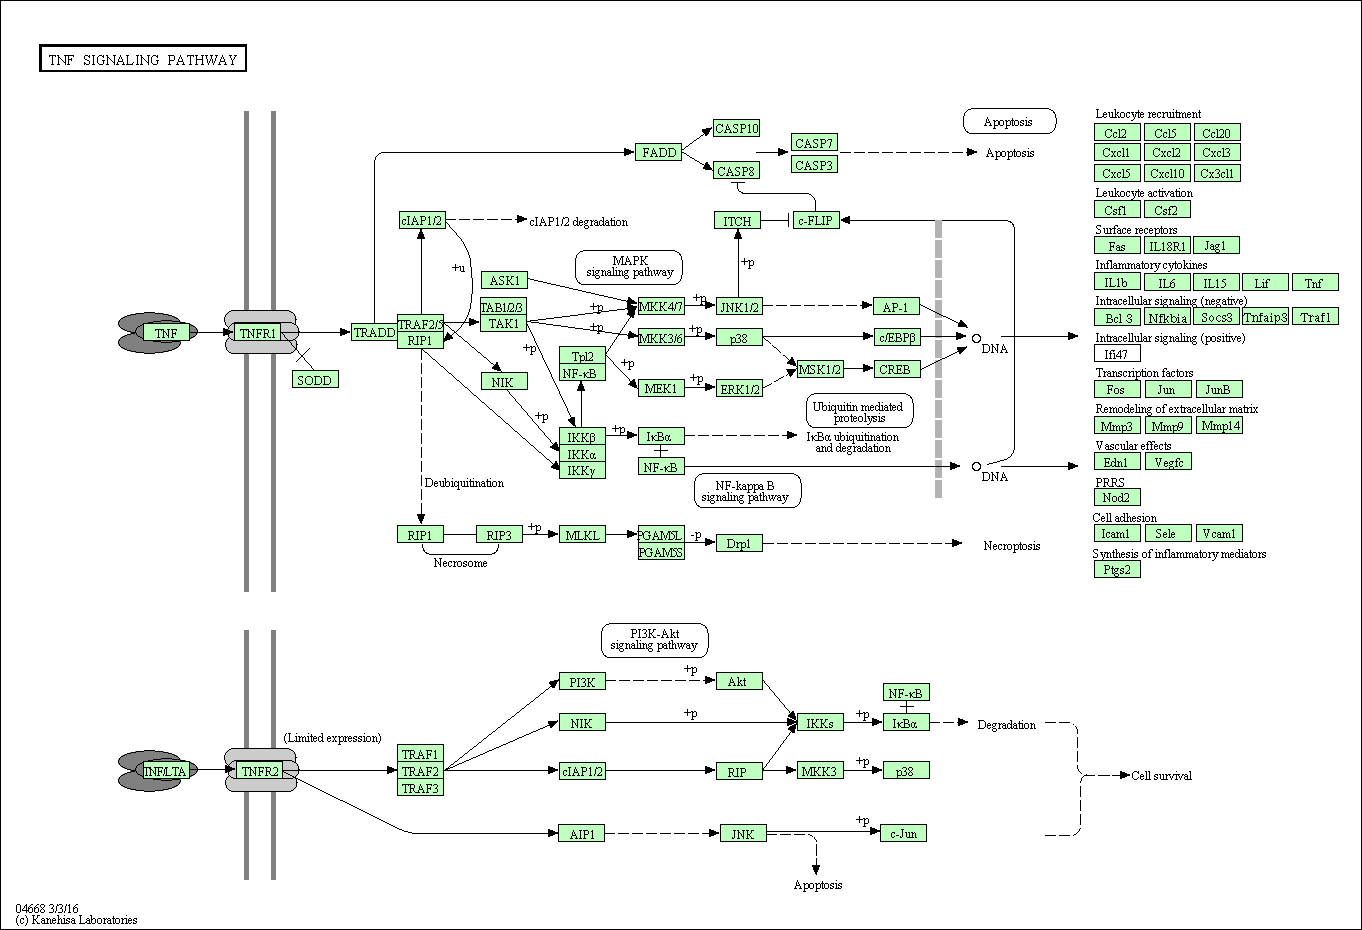 TNF SIGNALING PATHWAY
Apoptosis
CASP10
FADD
CASP7
Apoptosis
CASP3
CASP8
cIAP1/2
cIAP1/2 degradation
ITCH
c-FLIP
+u
MAPK
signaling pathway
+p
ASK1
TNF
TNFR1
SODD
TRADD
TRAF2/5
RIP1
TAB1/2/3
TAK1
+p
+p
+p
MKK4/7
+p
JNK1/2
AP-1
MKK3/6
+p
p38
c/EBPβ
DNA
Tpl2
NF-κB
+p
MSK1/2
CREB
NIK
MEK1
+p
ERK1/2
+p
Ubiquitin mediated
proteolysis
IKKβ
IKKα
IKKγ
+p
IκBα
IκBα ubiquitination
and degradation
NF-κB
DNA
NF-kappa B
signaling pathway
Deubiquitination
RIP1
RIP3
+p
MLKL
PGAM5L
PGAM5S
-p
Drp1
Necroptosis
Necrosome
Leukocyte recruitment
Ccl2 Ccl5 Ccl20
Cxcl1 Cxcl2 Cxcl3
Cxcl5 Cxcl10 Cx3cl1
Leukocyte activation
Csf1 Csf2
Surface receptors
Fas IL18R1 Jag1
Inflammatory cytokines
IL1b IL6 IL15 Lif Tnf
Intracellular signaling (negative)
Bcl 3 Nfkbia Socs3 Tnfaip3 Traf1
Intracellular signaling (positive)
Ifi47
Transcription factors
Fos Jun JunB
Remodeling of extracellular matrix
Mmp3 Mmp9 Mmp14
Vascular effects
Edn1 Vegfc
PRRS
Nod2
Cell adhesion
Icam1 Sele Vcam1
Synthesis of inflammatory mediators
Ptgs2
PI3K-Akt
signaling pathway
PI3K
+p
Akt
NF-κB
NIK
+p
IKKs
+p
IκBα
Degradation
(Limited expression)
TNF/LTA
TNFR2
TRAF1
TRAF2
TRAF3
cIAP1/2
RIP
MKK3
+p
p38
Cell survival
AIP1
JNK
+p
c-Jun
Apoptosis
04668 3/3/16
(c) Kanehisa Laboratories